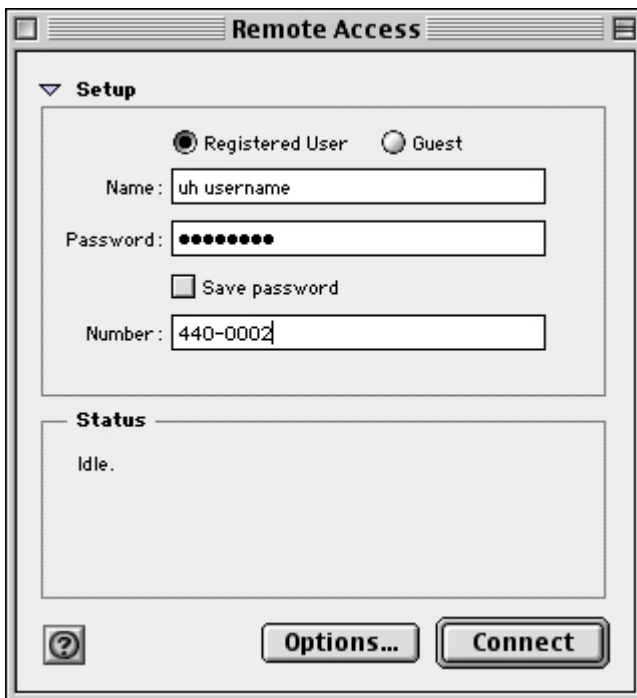 Remote Access
Setup
Registered User Guest
Name: uh username
Password: ●●●●●●●●
Save password
Number: 440-0002
Status
Idle.
?
Options... Connect